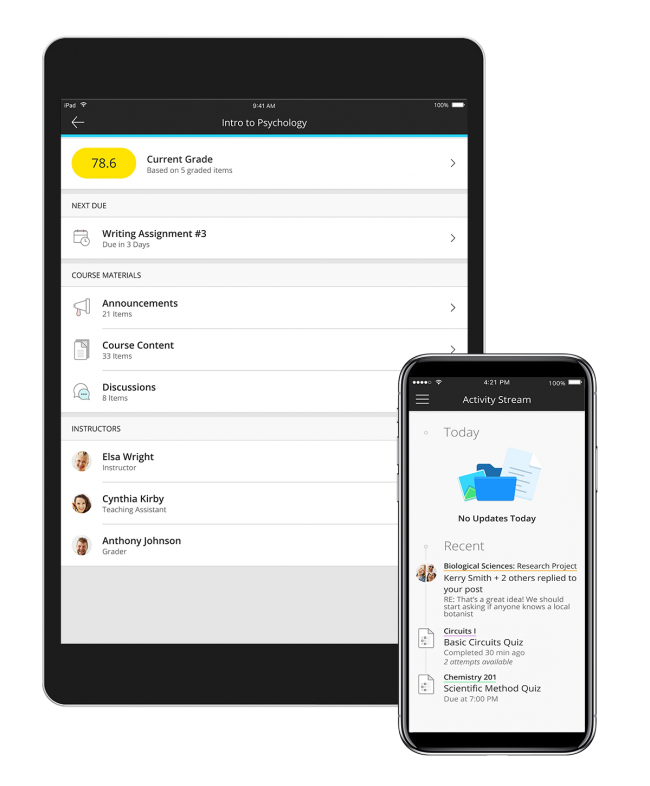 iPad 9:41 AM 100%
Intro to Psychology
78.6
Current Grade
Based on 5 graded items
NEXT DUE
Writing Assignment #3
Due in 3 Days
COURSE MATERIALS
Announcements
21 Items
Course Content
33 Items
Discussions
8 Items
INSTRUCTORS
Elsa Wright
Instructor
Cynthia Kirby
Teaching Assistant
Anthony Johnson
Grader
4:21 PM 100%
Activity Stream
Today
No Updates Today
Recent
Biological Sciences: Research Project
Kerry Smith + 2 others replied to
your post
RE: That's a great idea! We should
start asking if anyone knows a local
botanist
Circuits I
Basic Circuits Quiz
Completed 30 min ago
2 attempts available
Chemistry 201
Scientific Method Quiz
Due at 7:00 PM